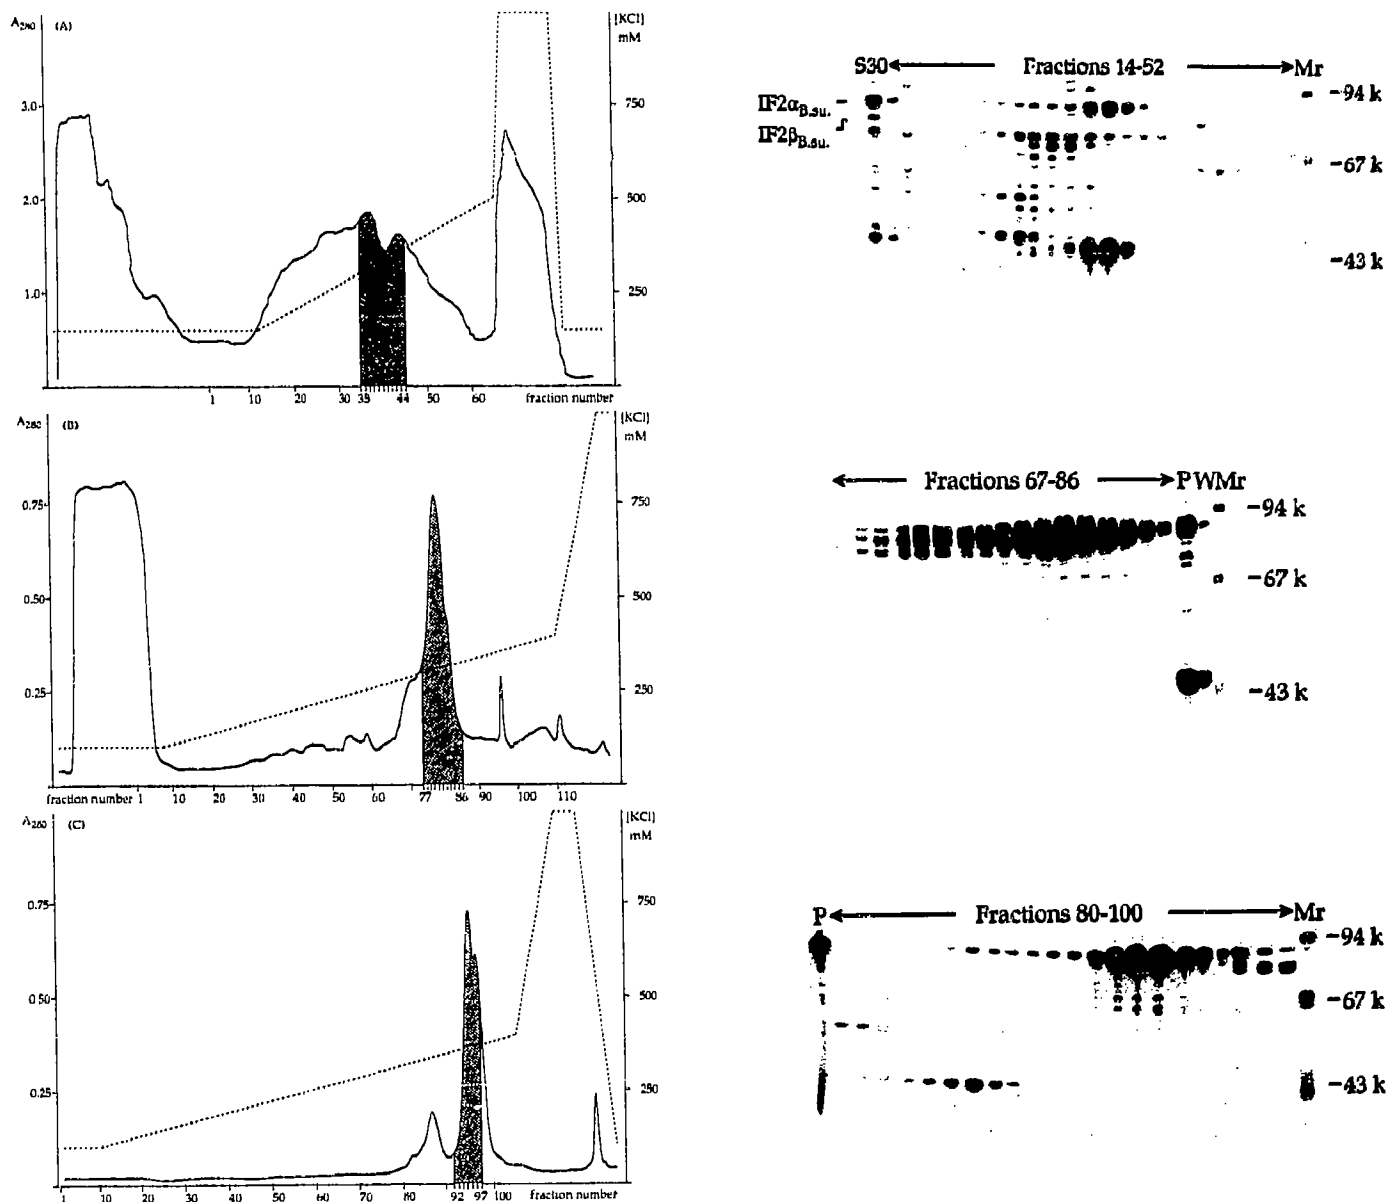 A280 (A) [KCl] mM
3.0
2.0
1.0
750
500
250
1 10 20 30 35 44 50 60 fraction number
S30 Fractions 14-52 Mr
IF2αB.su.
IF2βB.su.
-94 k
-67 k
-43 k
A280 (B) [KCl] mM
0.75
0.50
0.25
750
500
250
fraction number 1 10 20 30 40 50 60 77 86 90 100 110
Fractions 67-86 P W Mr
-94 k
-67 k
-43 k
A280 (C) [KCl] mM
0.75
0.50
0.25
750
500
250
1 10 20 30 40 50 60 70 80 92 97 100 fraction number
P Fractions 80-100 Mr
-94 k
-67 k
-43 k